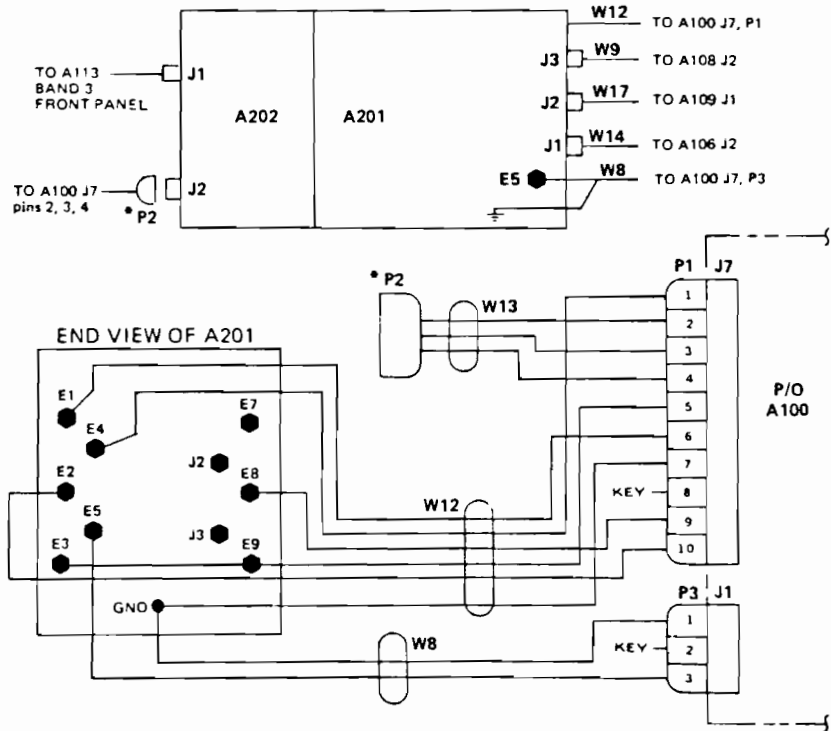 W12
TO A100 J7, P1
J3
W9
TO A108 J2
TO A113
BAND 3
FRONT PANEL
J1
A202
A201
J2
W17
TO A109 J1
J1
W14
TO A106 J2
TO A100 J7
pins 2, 3, 4
* P2
J2
E5
W8
TO A100 J7, P3
* P2
W13
P1
J7
1
2
3
4
5
6
7
KEY
8
9
10
P/O
A100
END VIEW OF A201
E1
E4
E7
J2
E2
E8
E5
J3
E3
E9
GND
W12
W8
P3
J1
1
KEY
2
3